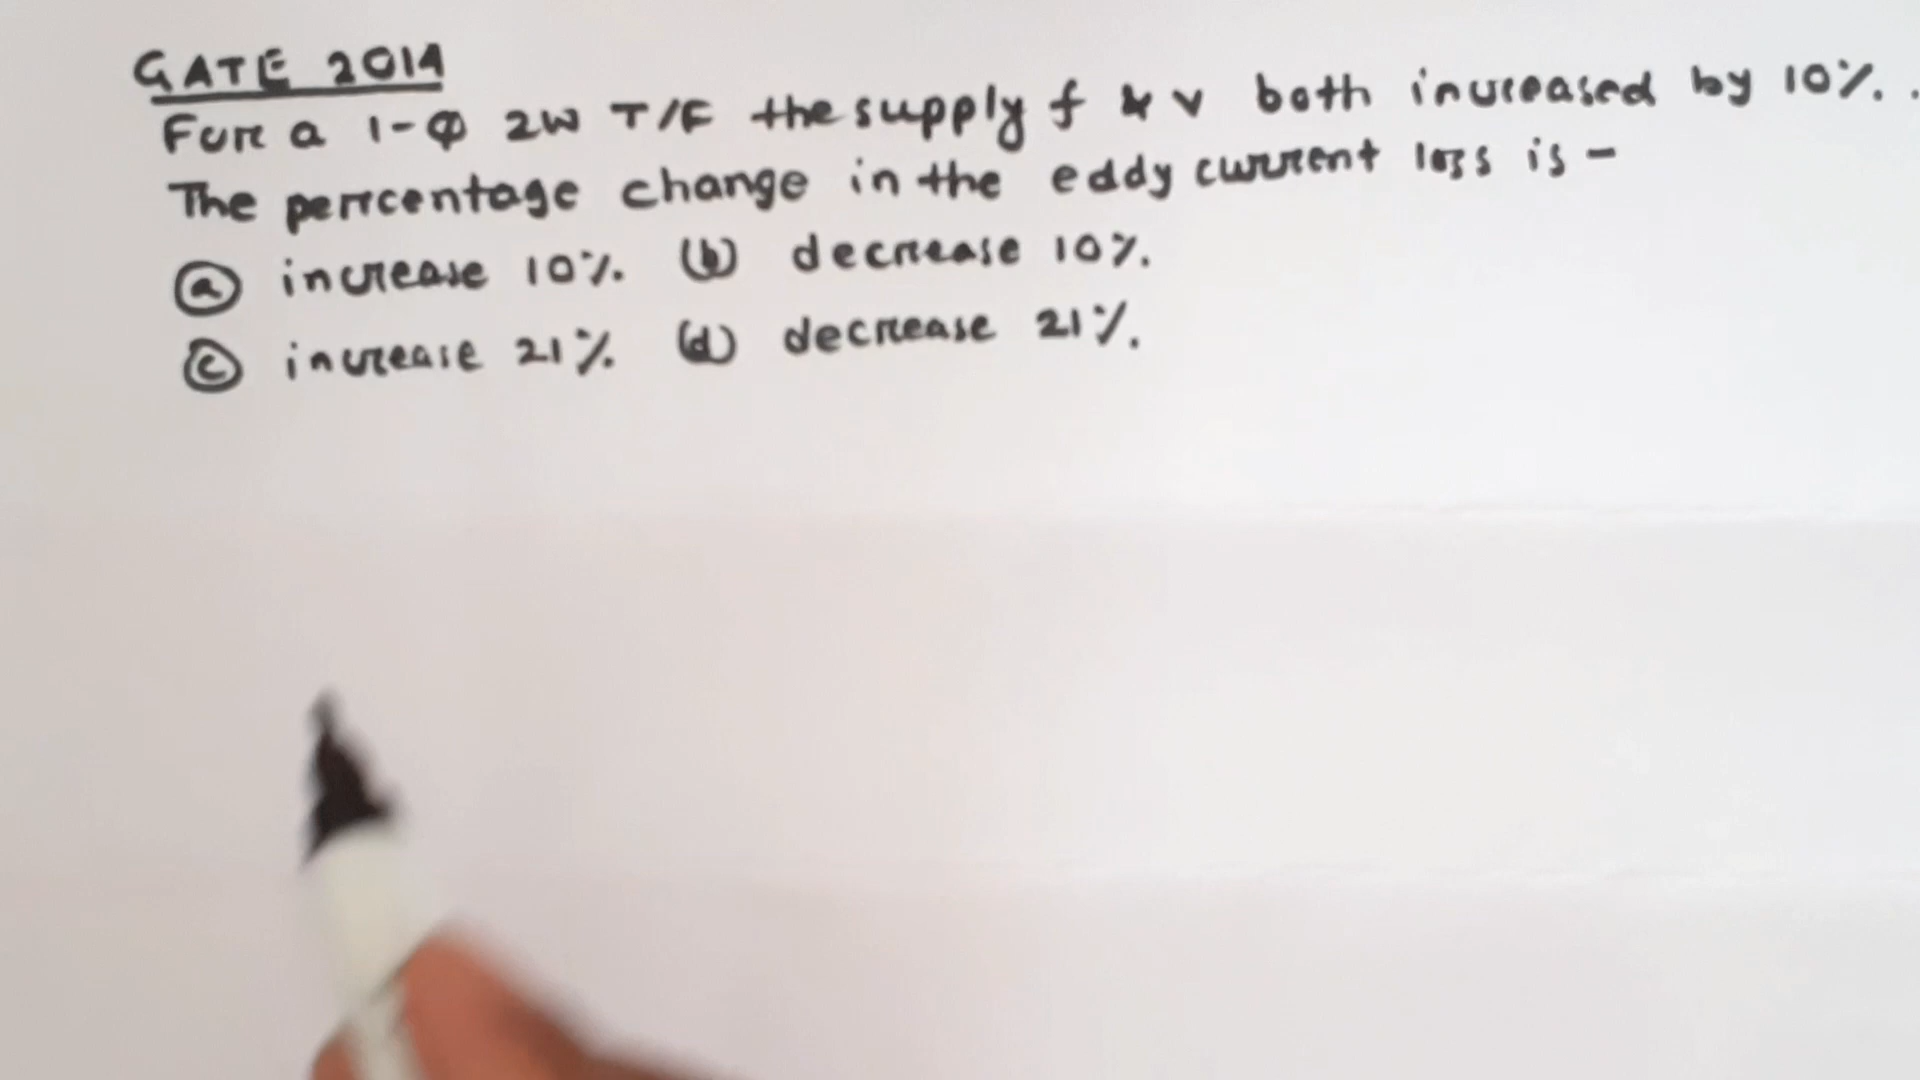 GATE 2014
For a 1-Φ 2W T/F the supply f & v both increased by 10%.
The percentage change in the eddy current loss is -
(a) increase 10%. (b) decrease 10%.
(c) increase 21%. (d) decrease 21%.